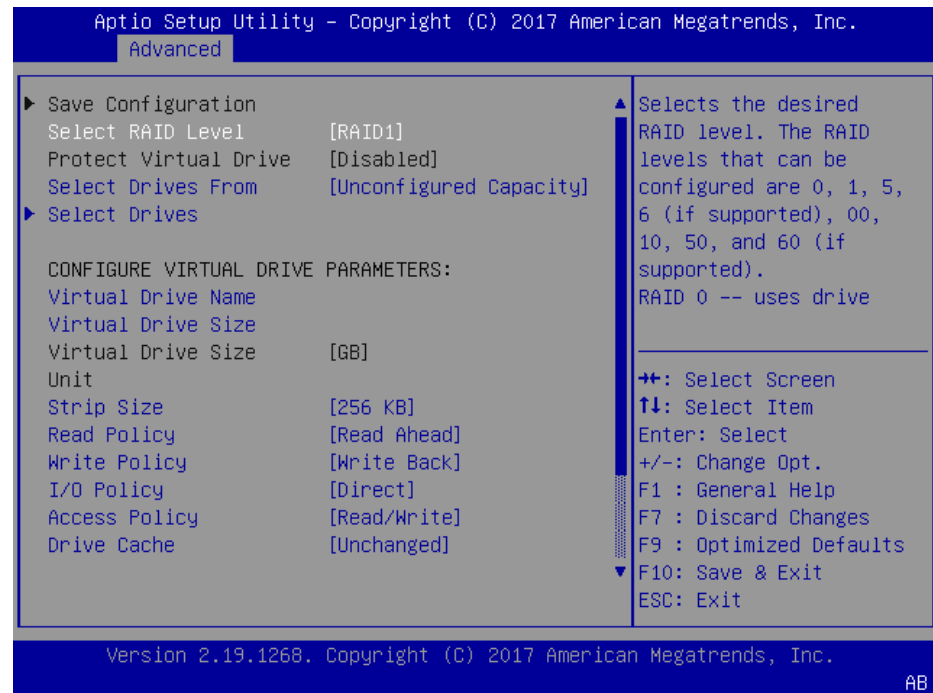 Aptio Setup Utility – Copyright (C) 2017 American Megatrends, Inc.
Advanced
Save Configuration
Select RAID Level [RAID1]
Protect Virtual Drive [Disabled]
Select Drives From [Unconfigured Capacity]
Select Drives
CONFIGURE VIRTUAL DRIVE PARAMETERS:
Virtual Drive Name
Virtual Drive Size
Virtual Drive Size [GB]
Unit
Strip Size [256 KB]
Read Policy [Read Ahead]
Write Policy [Write Back]
I/O Policy [Direct]
Access Policy [Read/Write]
Drive Cache [Unchanged]
Selects the desired
RAID level. The RAID
levels that can be
configured are 0, 1, 5,
6 (if supported), 00,
10, 50, and 60 (if
supported).
RAID 0 -- uses drive
→←: Select Screen
↑↓: Select Item
Enter: Select
+/-: Change Opt.
F1 : General Help
F7 : Discard Changes
F9 : Optimized Defaults
F10: Save & Exit
ESC: Exit
Version 2.19.1268. Copyright (C) 2017 American Megatrends, Inc.
AB